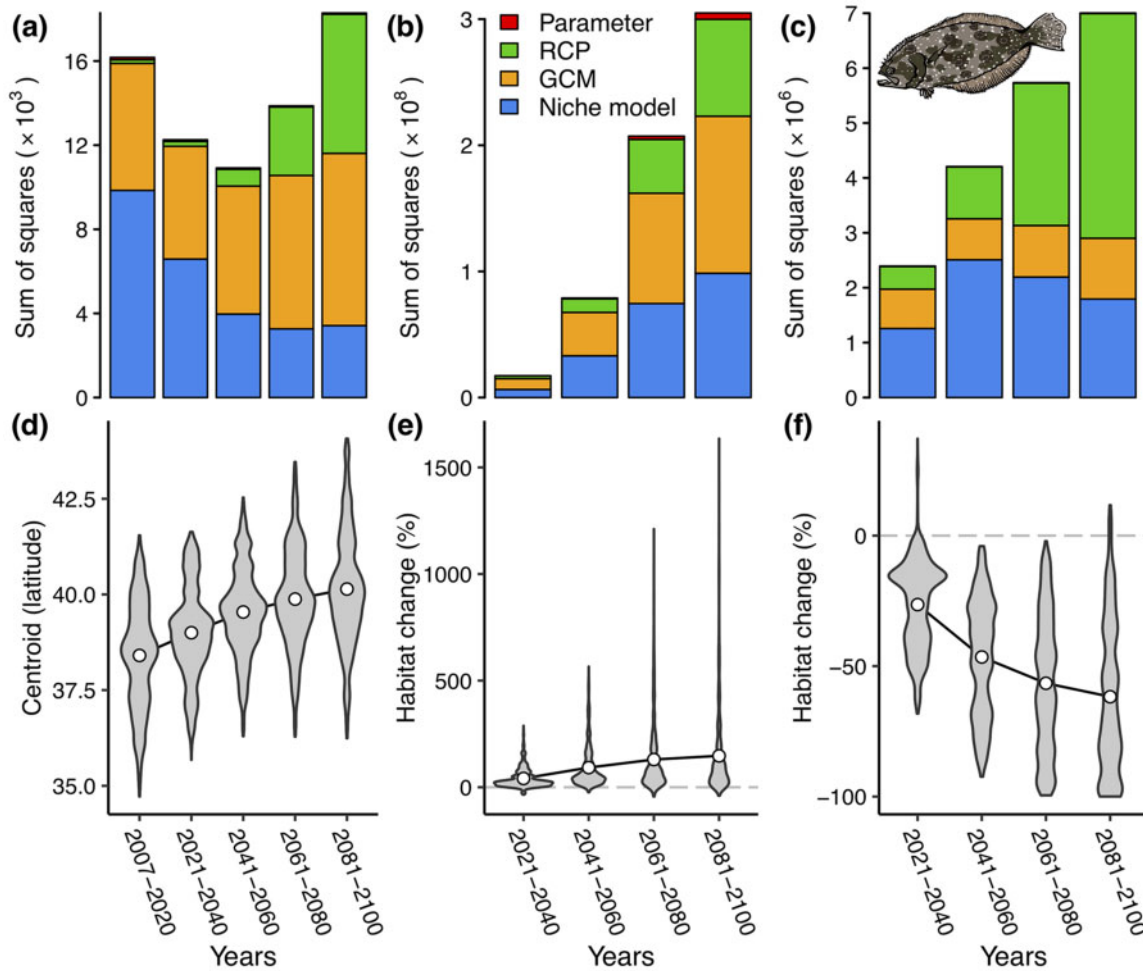 (a)
Sum of squares ( × 10³)
16
12
8
4
0
(b)
Sum of squares ( × 10⁸)
3
2
1
0
Parameter
RCP
GCM
Niche model
(c)
Sum of squares ( × 10⁶)
7
6
5
4
3
2
1
0
(d)
Centroid (latitude)
42.5
40.0
37.5
35.0
2007−2020
2021−2040
2041−2060
2061−2080
2081−2100
Years
(e)
Habitat change (%)
1500
1000
500
0
2021−2040
2041−2060
2061−2080
2081−2100
Years
(f)
Habitat change (%)
0
−50
−100
2021−2040
2041−2060
2061−2080
2081−2100
Years